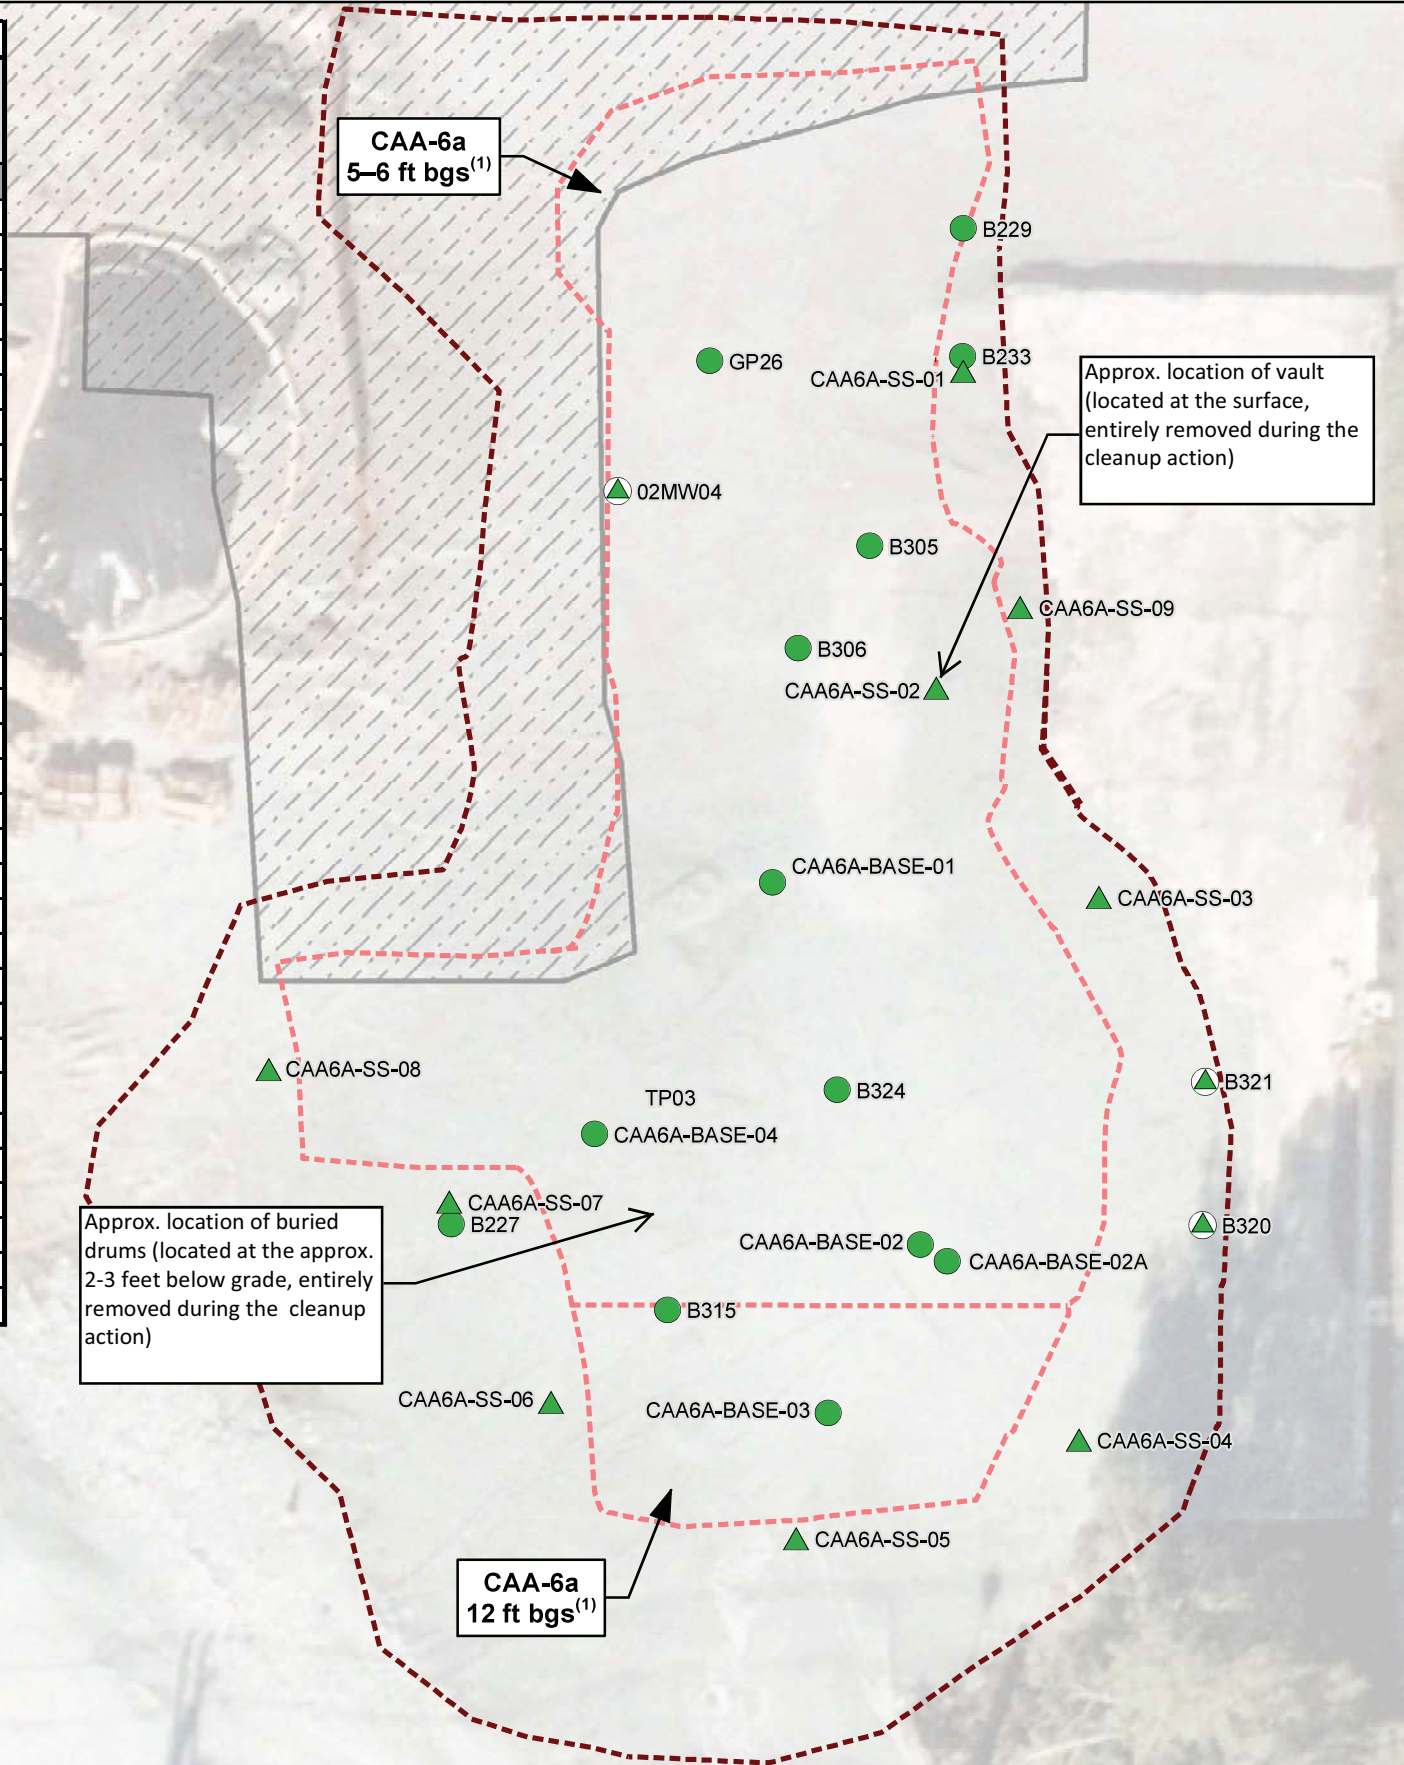 CAA-6a
5–6 ft bgs(1)
B229
GP26
B233
CAA6A-SS-01
Approx. location of vault
(located at the surface,
entirely removed during the
cleanup action)
02MW04
B305
CAA6A-SS-09
B306
CAA6A-SS-02
CAA6A-BASE-01
CAA6A-SS-03
CAA6A-SS-08
B321
B324
TP03
CAA6A-BASE-04
CAA6A-SS-07
B227
B320
Approx. location of buried
drums (located at the approx.
2-3 feet below grade, entirely
removed during the cleanup
action)
CAA6A-BASE-02
CAA6A-BASE-02A
B315
CAA6A-SS-06
CAA6A-BASE-03
CAA6A-SS-04
CAA6A-SS-05
CAA-6a
12 ft bgs(1)